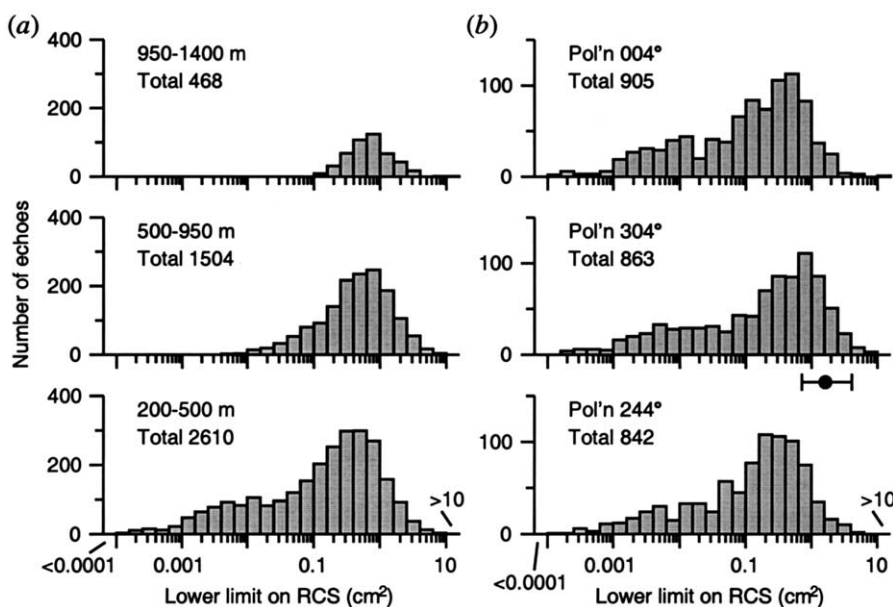 (a)
(b)
Number of echoes
400
200
0
950-1400 m
Total 468
400
200
0
500-950 m
Total 1504
400
200
0
200-500 m
Total 2610
>10
<0.0001
0.001
0.1
10
Lower limit on RCS (cm²)
100
0
Pol'n 004°
Total 905
100
0
Pol'n 304°
Total 863
100
0
Pol'n 244°
Total 842
>10
<0.0001
0.001
0.1
10
Lower limit on RCS (cm²)